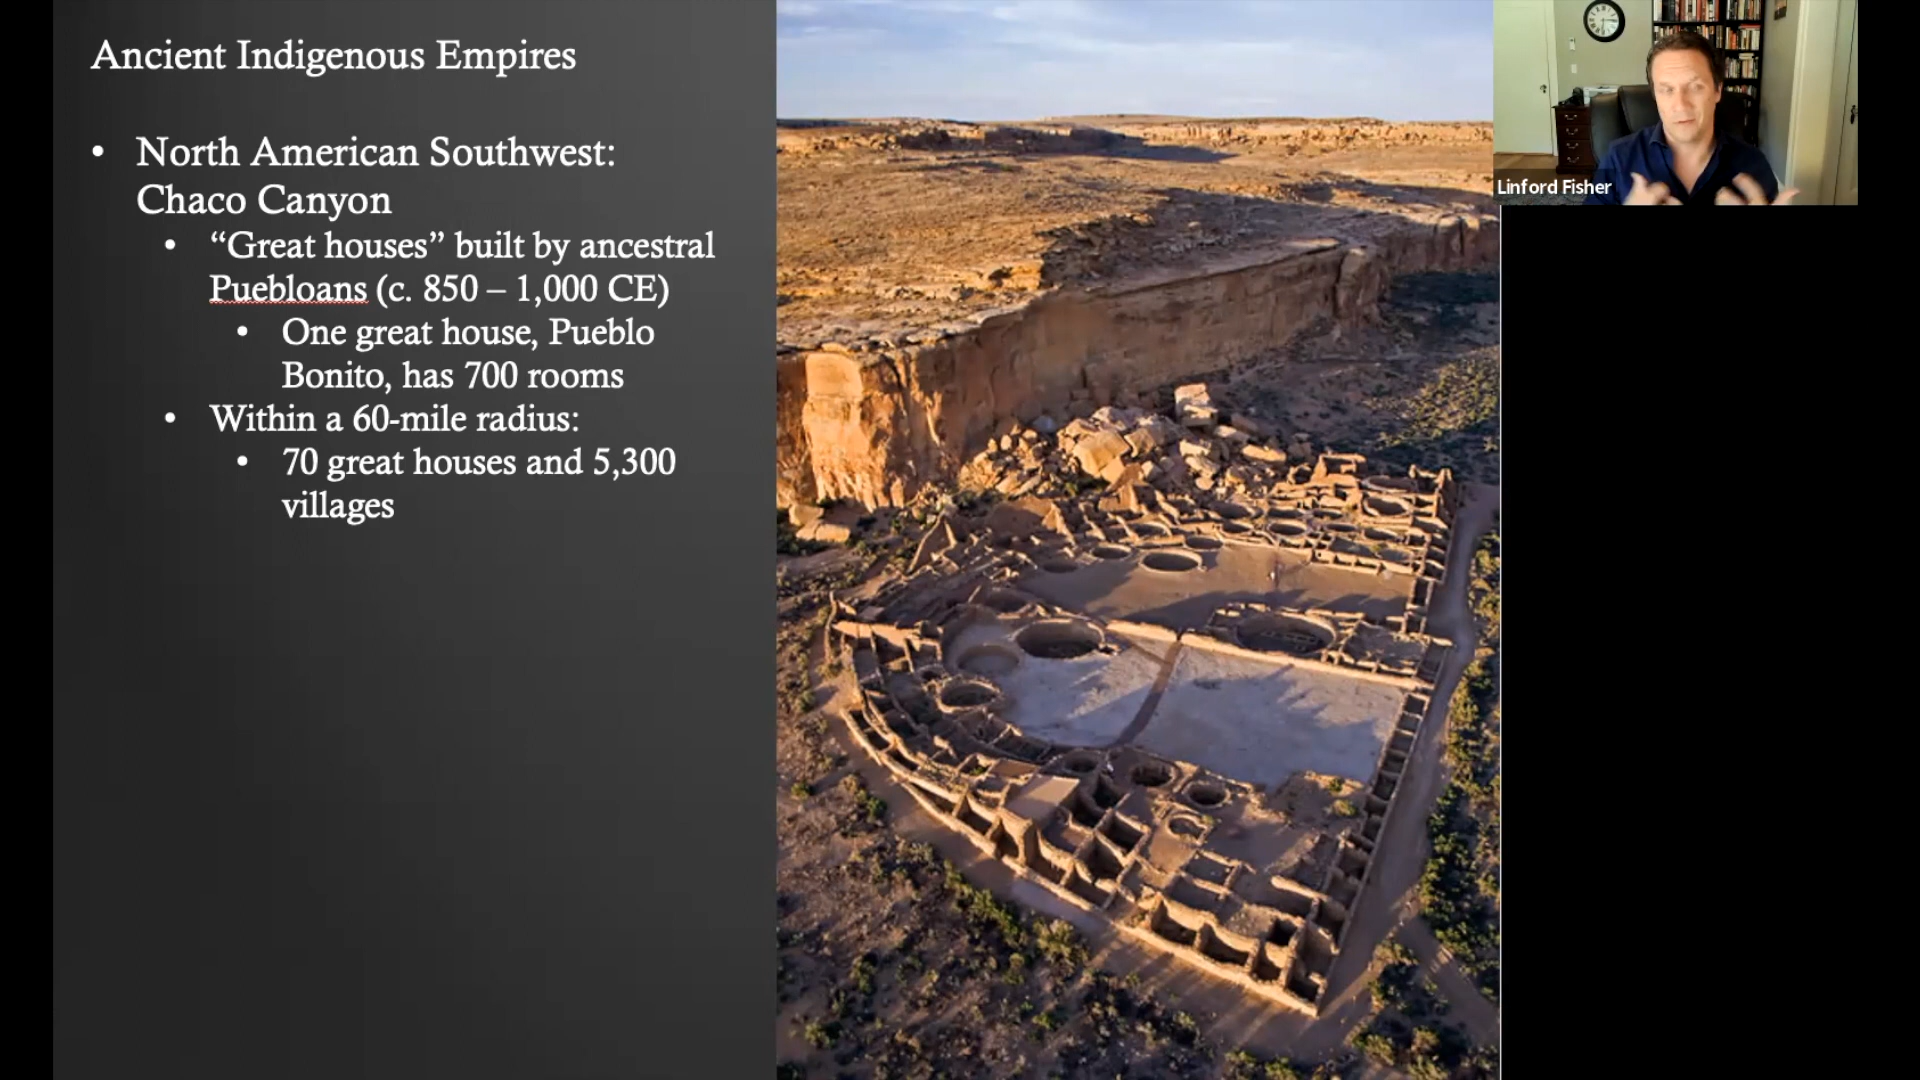 Ancient Indigenous Empires
• North American Southwest:
Chaco Canyon
• “Great houses” built by ancestral
Puebloans (c. 850 – 1,000 CE)
• One great house, Pueblo
Bonito, has 700 rooms
• Within a 60-mile radius:
• 70 great houses and 5,300
villages
Linford Fisher